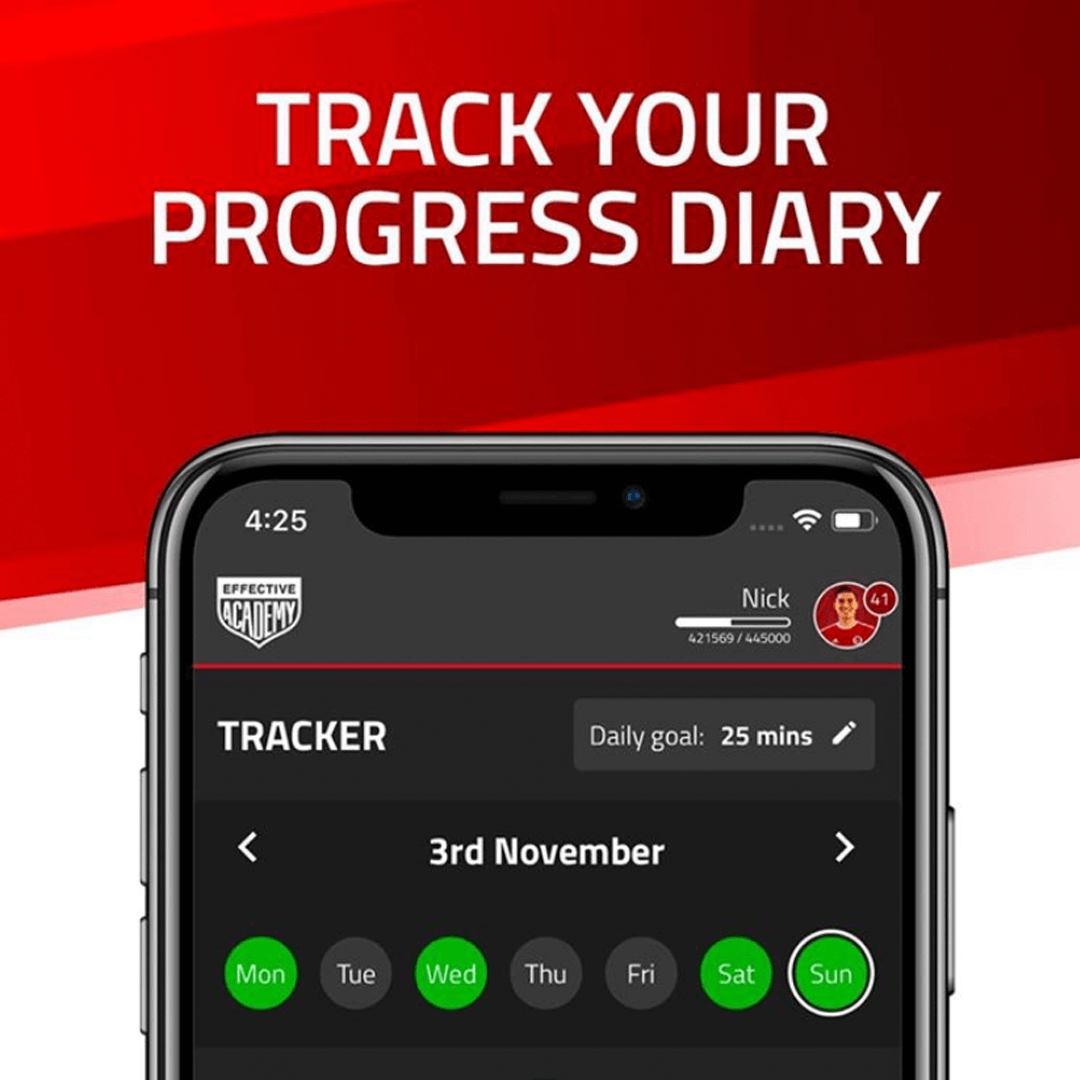 TRACK YOUR
PROGRESS DIARY
4:25
EFFECTIVE
ACADEMY
Nick
41
421569 / 445000
TRACKER
Daily goal: 25 mins
3rd November
Mon Tue Wed Thu Fri Sat Sun